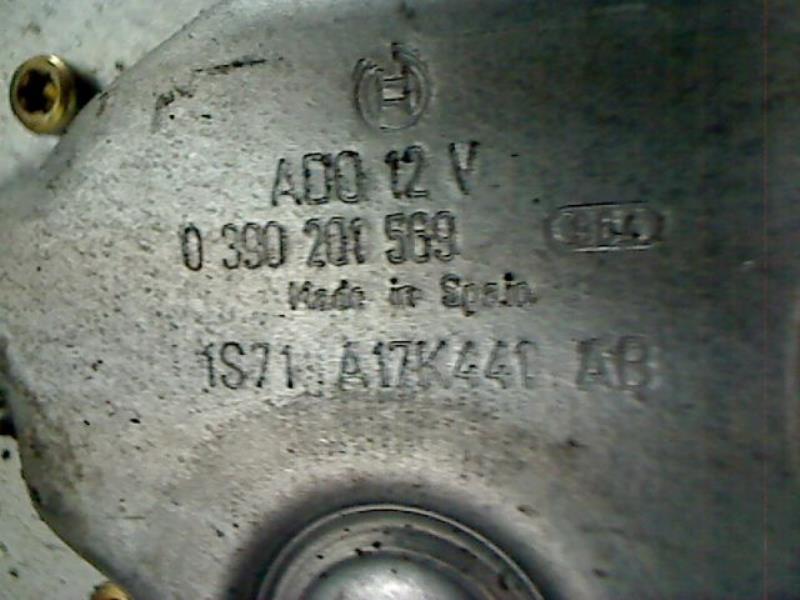 ADO 12 V
0 390 201 569
Made in Spain
1S71 A17K441 AB